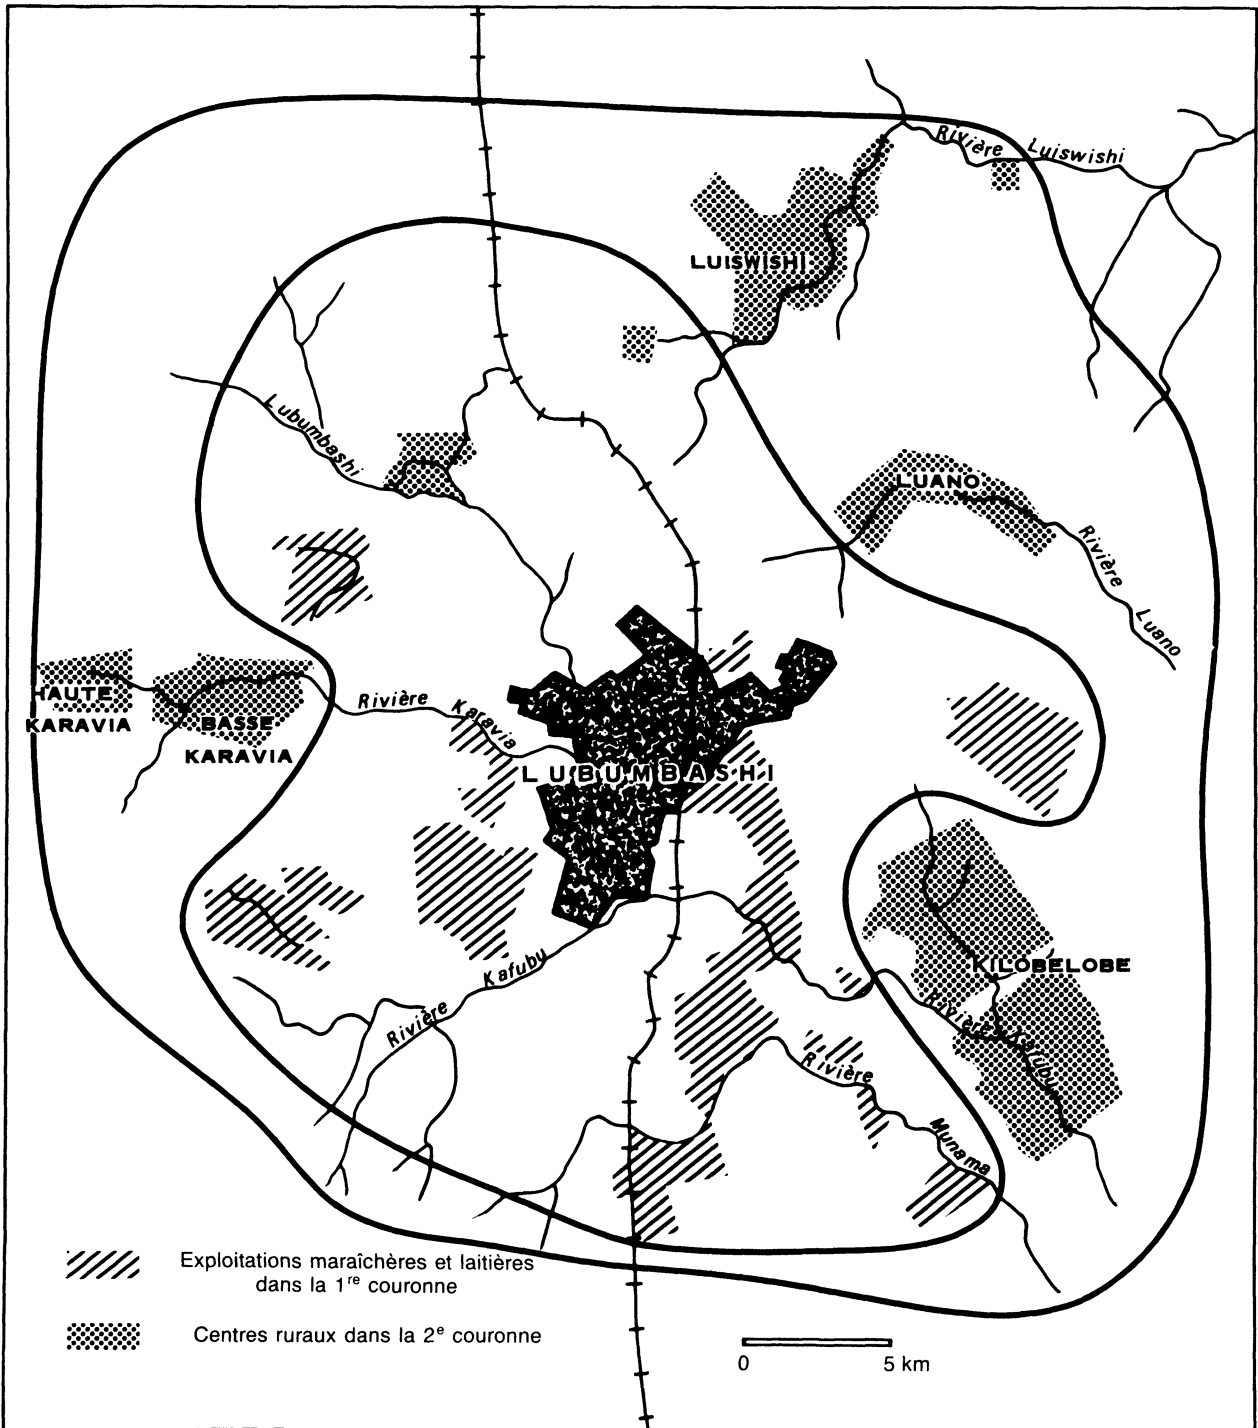 Rivière Luiswishi
LUISWISHI
Lubumbashi
LUANO
Rivière Luano
HAUTE
KARAVIA
BASSE
KARAVIA
Rivière Karavia
LUBUMBASHI
KILOBELOBE
Rivière Kafubu
Rivière Kafubu
Rivière Munama
Exploitations maraîchères et laitières
dans la 1re couronne
Centres ruraux dans la 2e couronne
0 5 km